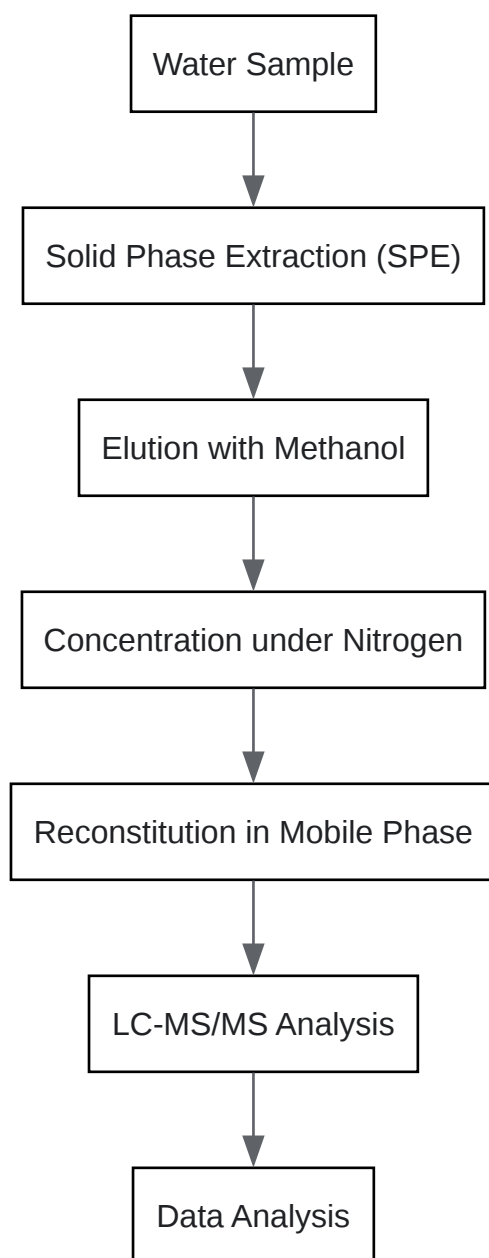 Water Sample
Solid Phase Extraction (SPE)
Elution with Methanol
Concentration under Nitrogen
Reconstitution in Mobile Phase
LC-MS/MS Analysis
Data Analysis